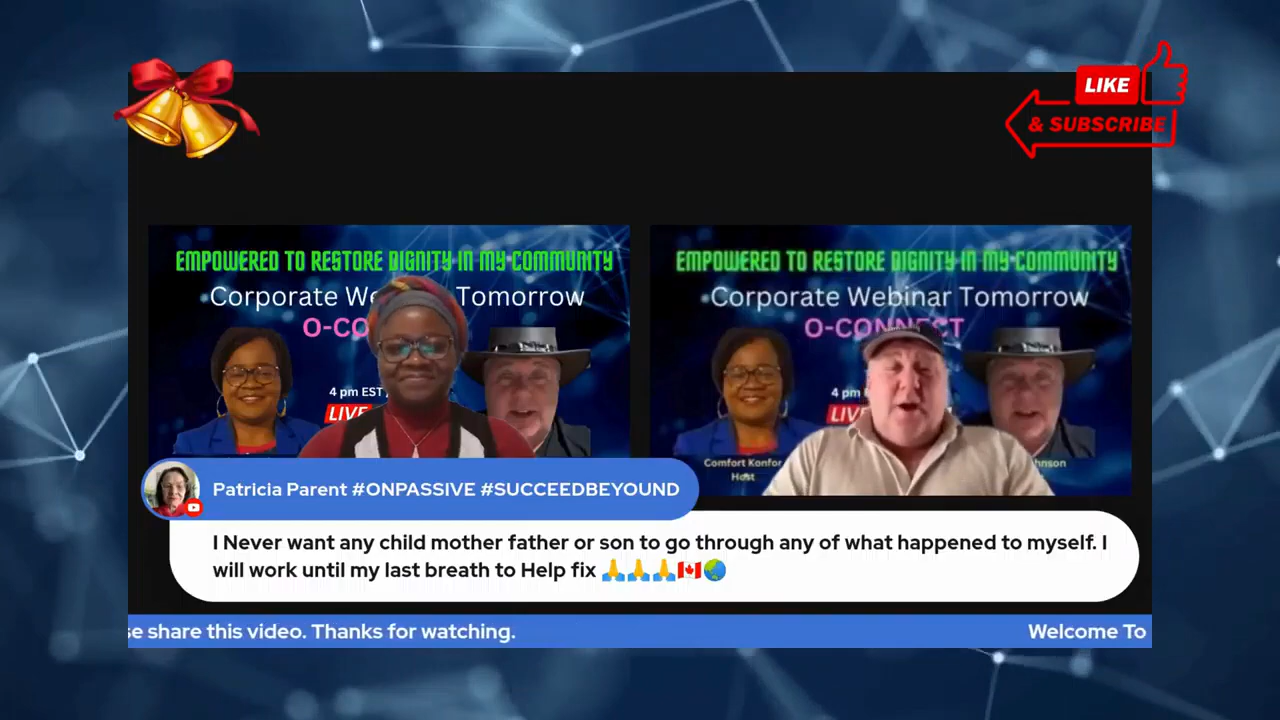 LIKE
& SUBSCRIBE
EMPOWERED TO RESTORE DIGNITY IN MY COMMUNITY
Corporate We Tomorrow
O-CO
4 pm EST
LIVE
EMPOWERED TO RESTORE DIGNITY IN MY COMMUNITY
Corporate Webinar Tomorrow
O-CONNECT
4 pm
LIVE
Comfort Konfor
Host
hnson
Patricia Parent #ONPASSIVE #SUCCEEDBEYOUND
I Never want any child mother father or son to go through any of what happened to myself. I
will work until my last breath to Help fix 🙏🙏🙏🇨🇦🌏
se share this video. Thanks for watching. Welcome To